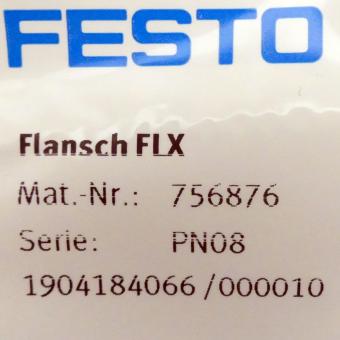 FESTO
Flansch FLX
Mat.-Nr.: 756876
Serie: PN08
1904184066/000010